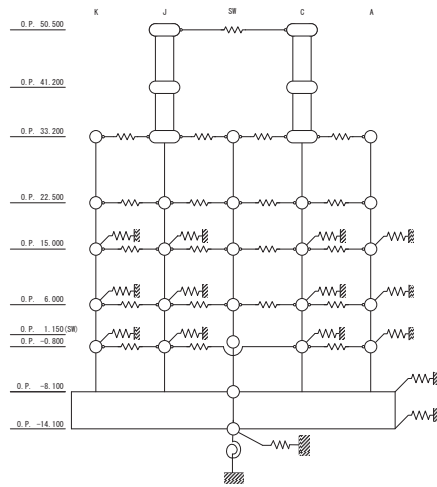 K J SW C A
O.P. 50.500
O.P. 41.200
O.P. 33.200
O.P. 22.500
O.P. 15.000
O.P. 6.000
O.P. 1.150(SW)
O.P. -0.800
O.P. -8.100
O.P. -14.100